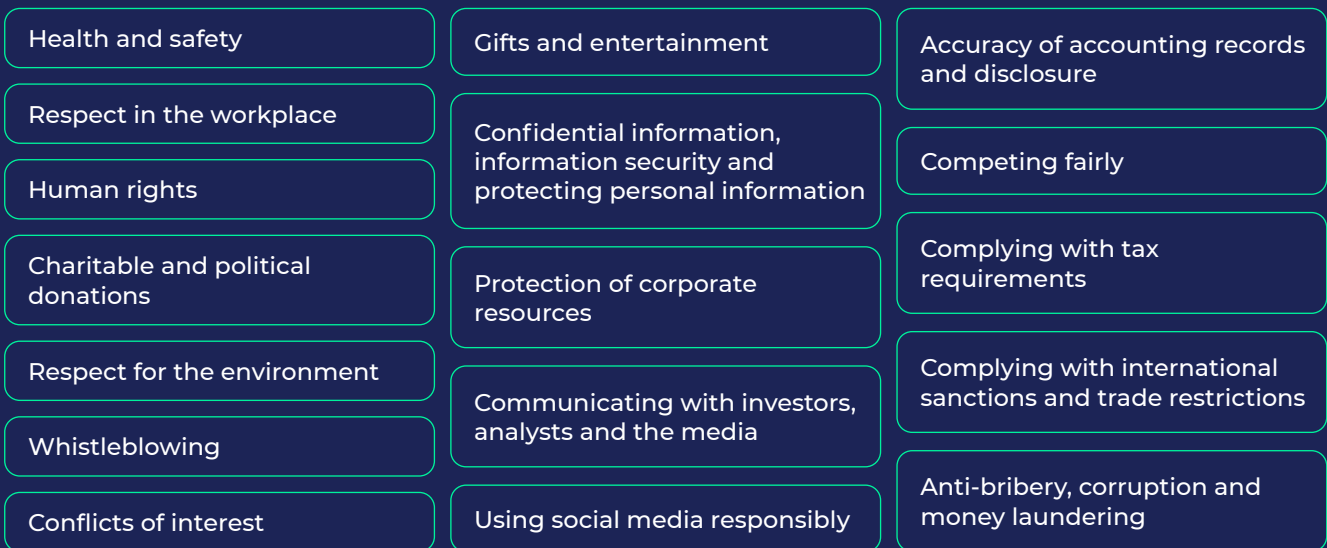 Health and safety
Respect in the workplace
Human rights
Charitable and political
donations
Respect for the environment
Whistleblowing
Conflicts of interest
Gifts and entertainment
Confidential information,
information security and
protecting personal information
Protection of corporate
resources
Communicating with investors,
analysts and the media
Using social media responsibly
Accuracy of accounting records
and disclosure
Competing fairly
Complying with tax
requirements
Complying with international
sanctions and trade restrictions
Anti-bribery, corruption and
money laundering